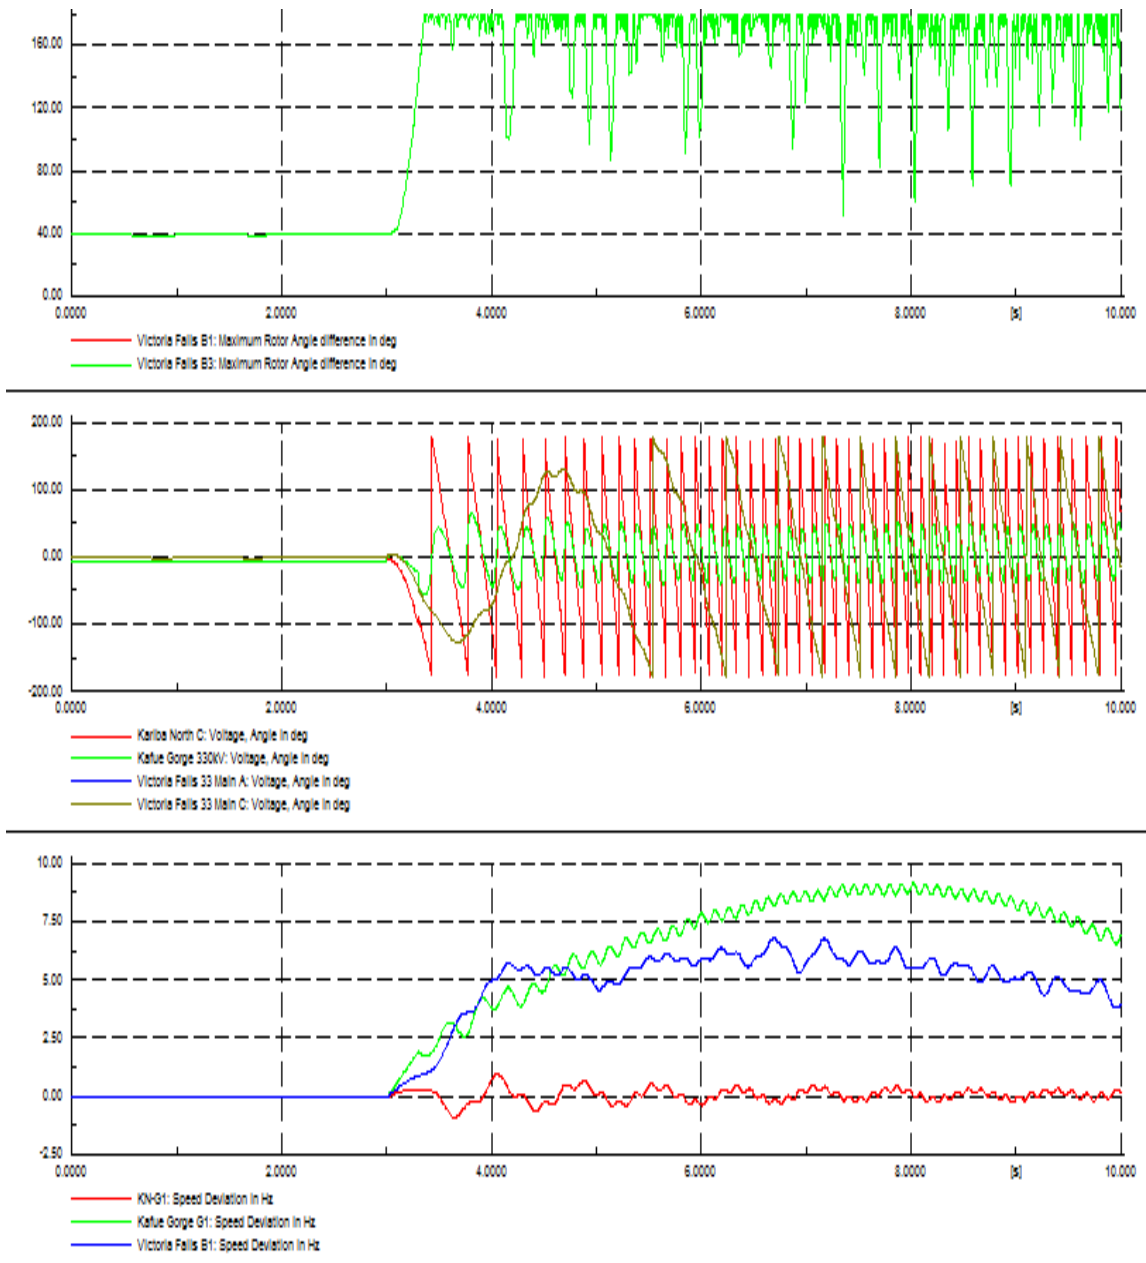 160.00
120.00
80.00
40.00
0.00
0.0000 2.0000 4.0000 6.0000 8.0000 [s] 10.000
Victoria Falls B1: Maximum Rotor Angle difference in deg
Victoria Falls B3: Maximum Rotor Angle difference in deg
200.00
100.00
0.00
-100.00
-200.00
0.0000 2.0000 4.0000 6.0000 8.0000 [s] 10.000
Kariba North C: Voltage, Angle in deg
Kafue Gorge 330kV: Voltage, Angle in deg
Victoria Falls 33 Main A: Voltage, Angle in deg
Victoria Falls 33 Main C: Voltage, Angle in deg
10.00
7.50
5.00
2.50
0.00
-2.50
0.0000 2.0000 4.0000 6.0000 8.0000 [s] 10.000
KN-G1: Speed Deviation in Hz
Kafue Gorge G1: Speed Deviation in Hz
Victoria Falls B1: Speed Deviation in Hz